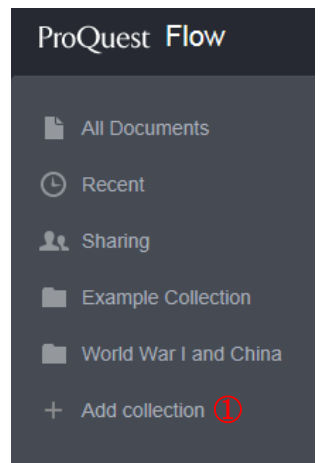 ProQuest Flow
All Documents
Recent
Sharing
Example Collection
World War I and China
+ Add collection ①